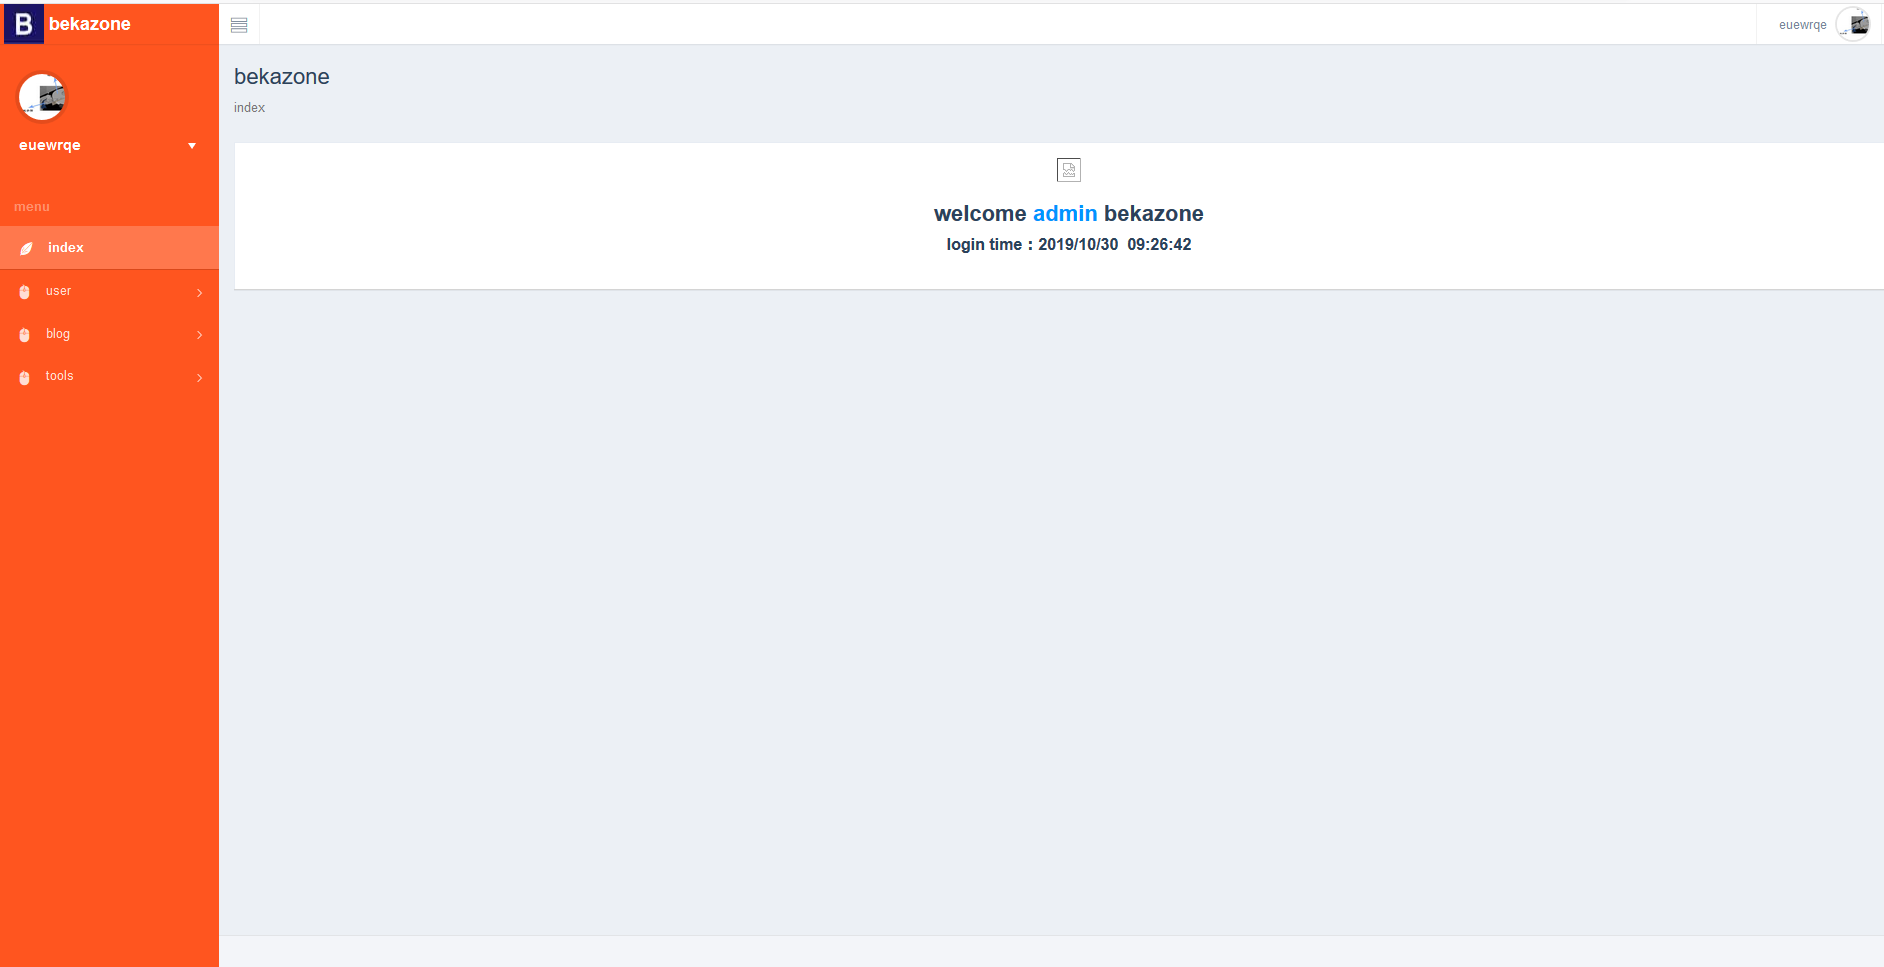 B bekazone
euewrqe
bekazone
index
euewrqe
menu
index
user
blog
tools
welcome admin bekazone
login time：2019/10/30 09:26:42